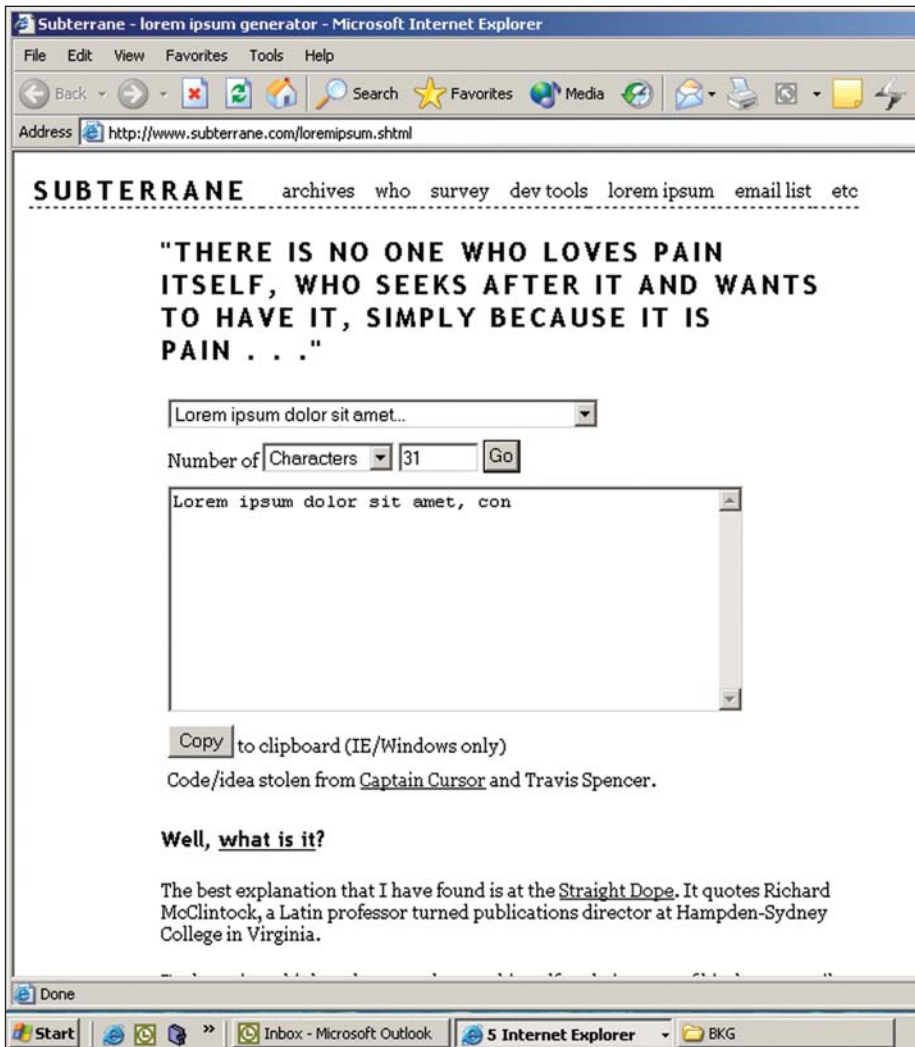 Subterrane - lorem ipsum generator - Microsoft Internet Explorer
File Edit View Favorites Tools Help
Back Search Favorites Media
Address http://www.subterrane.com/loremipsum.shtml
SUBTERRANE archives who survey dev tools lorem ipsum email list etc
"THERE IS NO ONE WHO LOVES PAIN
ITSELF, WHO SEEKS AFTER IT AND WANTS
TO HAVE IT, SIMPLY BECAUSE IT IS
PAIN . . ."
Lorem ipsum dolor sit amet...
Number of Characters 31 Go
Lorem ipsum dolor sit amet, con
Copy to clipboard (IE/Windows only)
Code/idea stolen from Captain Cursor and Travis Spencer.
Well, what is it?
The best explanation that I have found is at the Straight Dope. It quotes Richard
McClintock, a Latin professor turned publications director at Hampden-Sydney
College in Virginia.
Done
Start » Inbox - Microsoft Outlook 5 Internet Explorer BKG